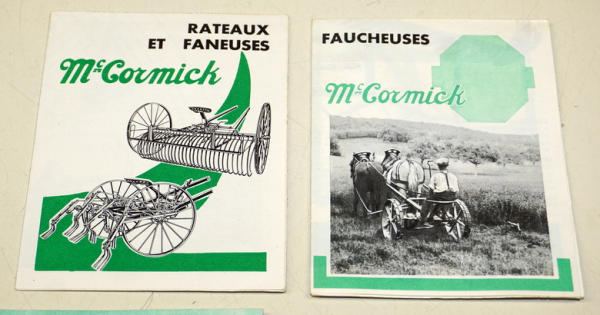 RATEAUX
ET FANEUSES
McCormick
FAUCHEUSES
McCormick